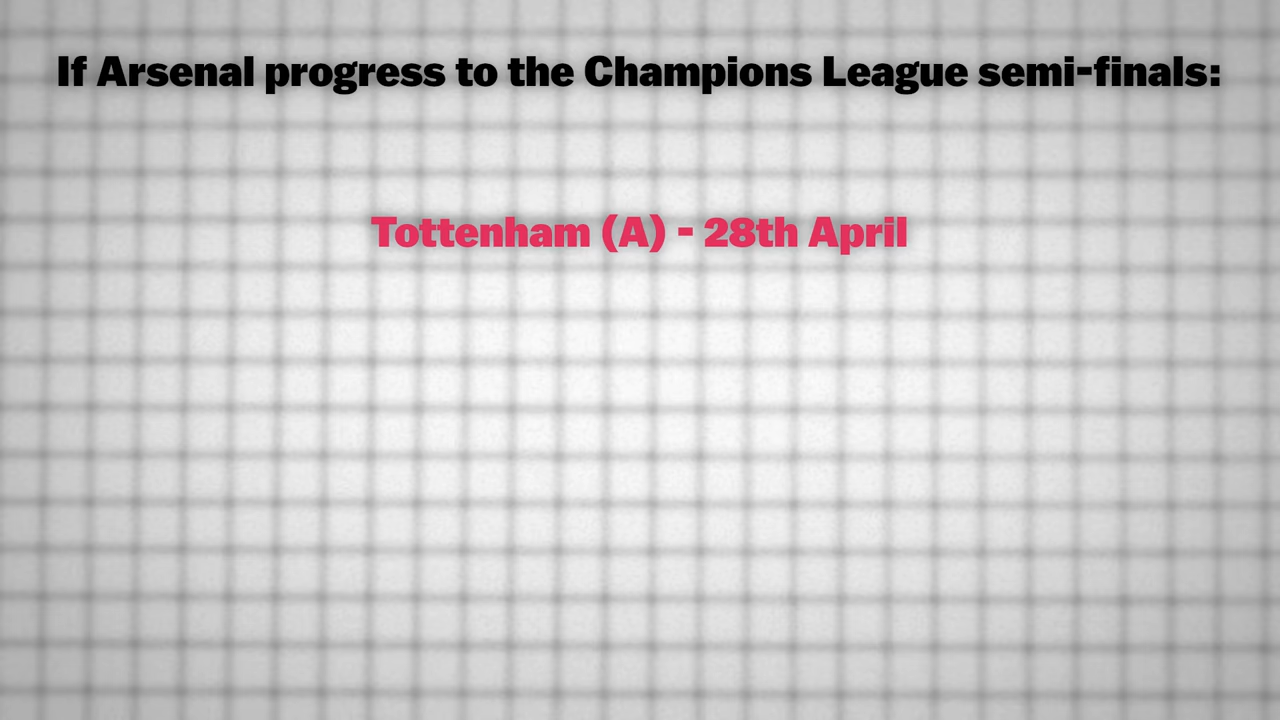 If Arsenal progress to the Champions League semi-finals:
Tottenham (A) - 28th April